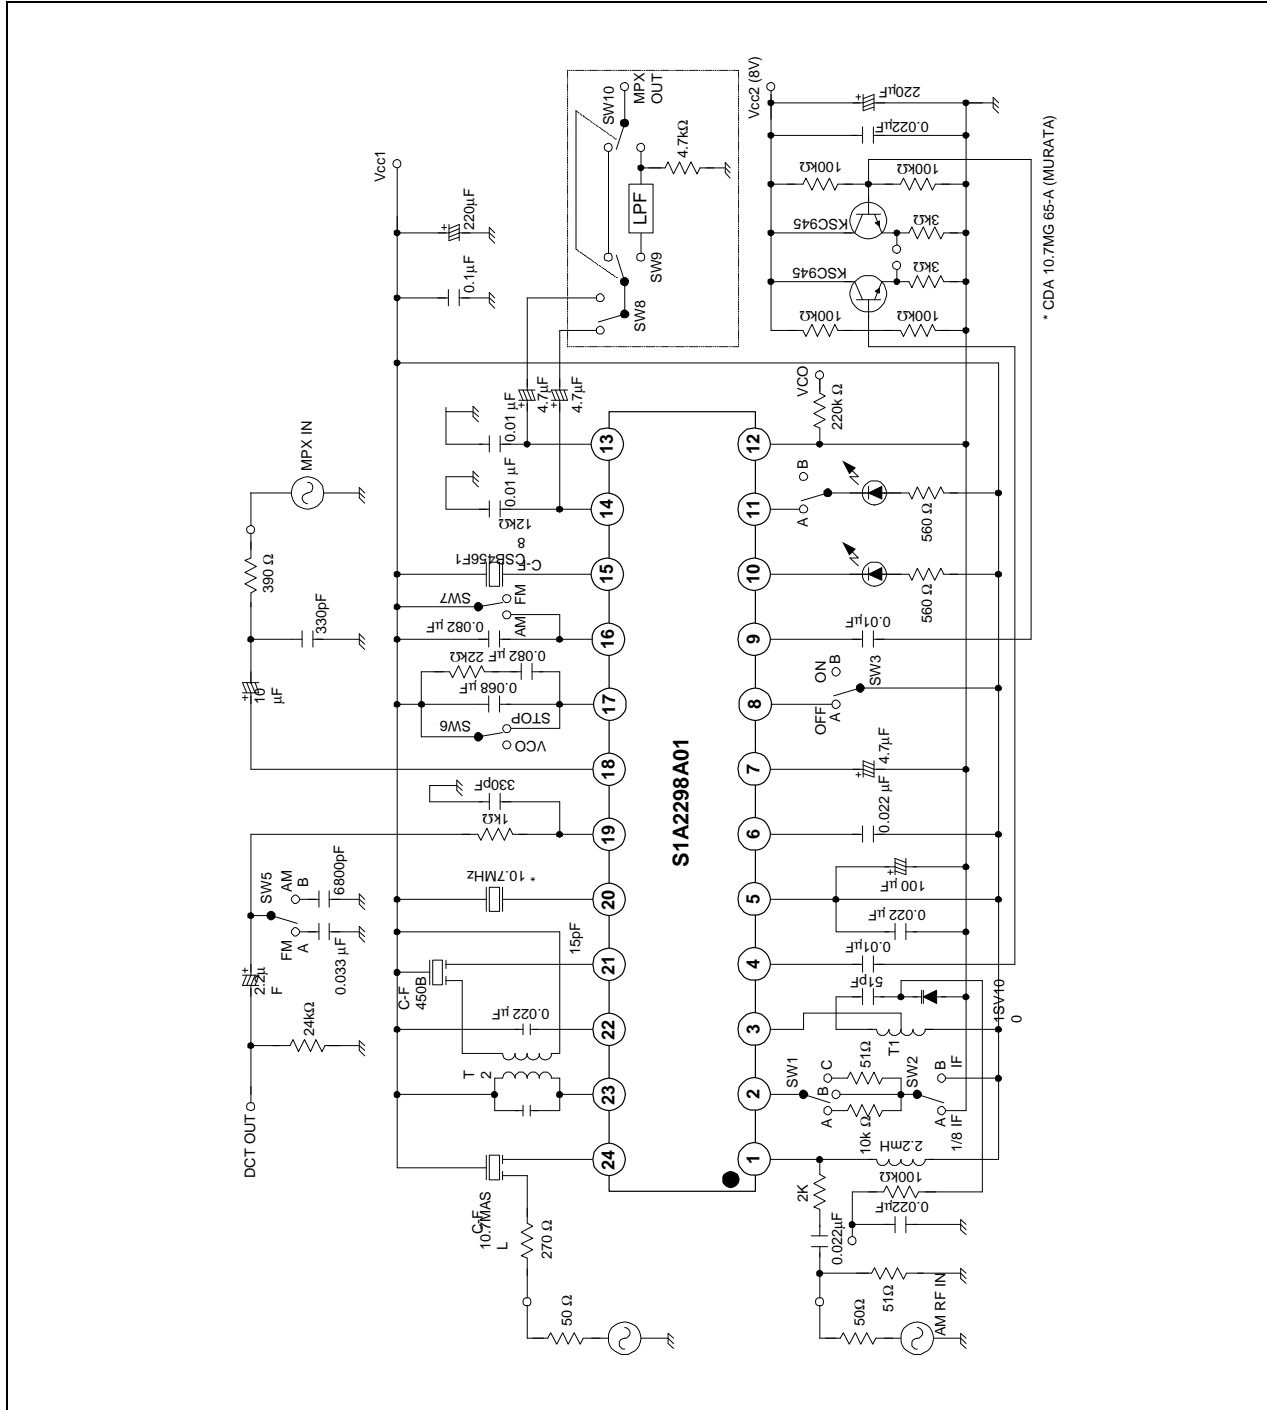 Vcc1
220µF
0.1µF
SW10
MPX
OUT
4.7kΩ
LPF
SW9
SW8
Vcc2 (8V)
220µF
0.022µF
100kΩ
100kΩ
KSC945
3kΩ
KSC945
3kΩ
100kΩ
100kΩ
* CDA 10.7MG 65-A (MURATA)
MPX IN
390 Ω
330pF
10
µF
4.7µF
4.7µF
0.01 µF
0.01 µF
12kΩ
8
CSB456F1
C-F
SW7
FM
AM
0.082 µF
22kΩ
0.082 µF
0.068 µF
SW6
STOP
VCO
330pF
1kΩ
SW5
AM
B
6800pF
FM
A
0.033 µF
2.2µ
F
24kΩ
DCT OUT
* 10.7MHz
15pF
C-F
450B
0.022 µF
T
2
C-F
10.7MAS
L
270 Ω
50 Ω
13
14
15
16
17
18
19
20
21
22
23
24
S1A2298A01
12
11
10
9
8
7
6
5
4
3
2
1
VCO
220k Ω
B
A
560 Ω
560 Ω
0.01µF
ON
B
SW3
OFF
A
4.7µF
0.022 µF
100 µF
0.022 µF
0.01µF
51pF
1SV10
0
T1
SW1
C
B
A
51Ω
10k Ω
SW2
B
IF
A
1/8 IF
2.2mH
100kΩ
0.022µF
2K
0.022µF
51Ω
50Ω
AM RF IN